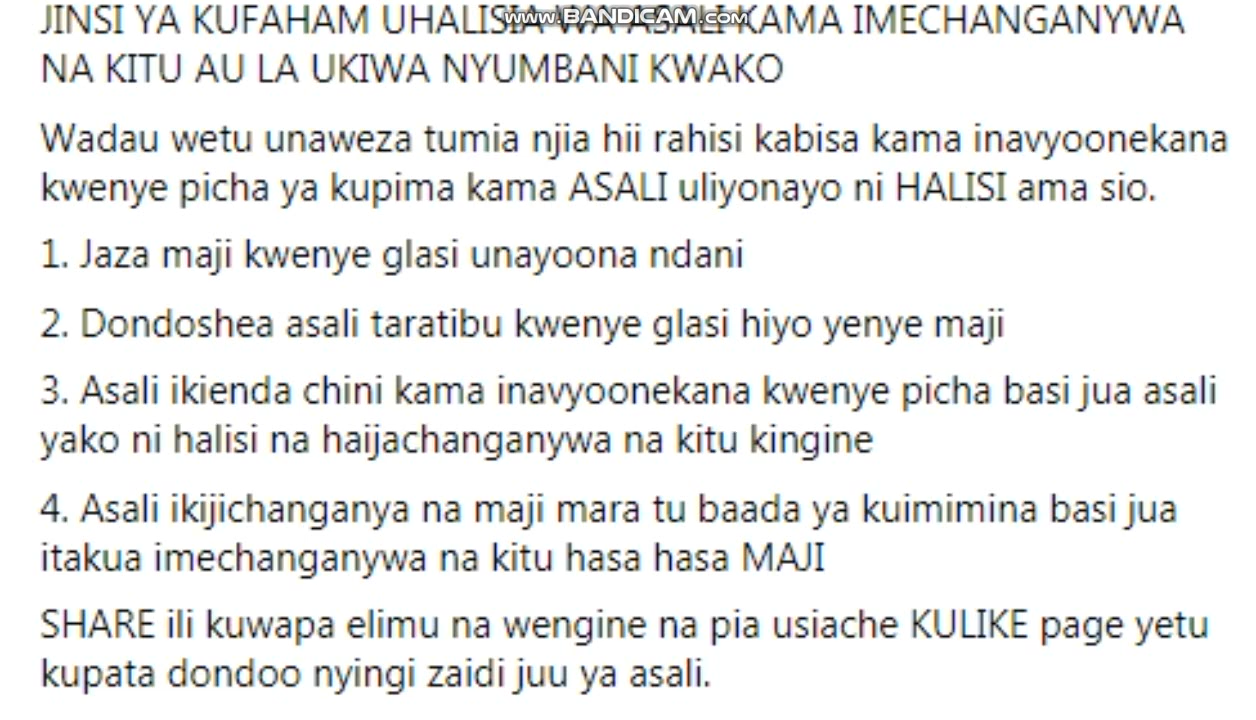 www.BANDICAM.com
JINSI YA KUFAHAM UHALISIA WA ASALI KAMA IMECHANGANYWA
NA KITU AU LA UKIWA NYUMBANI KWAKO
Wadau wetu unaweza tumia njia hii rahisi kabisa kama inavyoonekana
kwenye picha ya kupima kama ASALI uliyonayo ni HALISI ama sio.
1. Jaza maji kwenye glasi unayoona ndani
2. Dondoshea asali taratibu kwenye glasi hiyo yenye maji
3. Asali ikienda chini kama inavyoonekana kwenye picha basi jua asali
yako ni halisi na haijachanganywa na kitu kingine
4. Asali ikijichanganya na maji mara tu baada ya kuimimina basi jua
itakua imechanganywa na kitu hasa hasa MAJI
SHARE ili kuwapa elimu na wengine na pia usiache KULIKE page yetu
kupata dondoo nyingi zaidi juu ya asali.